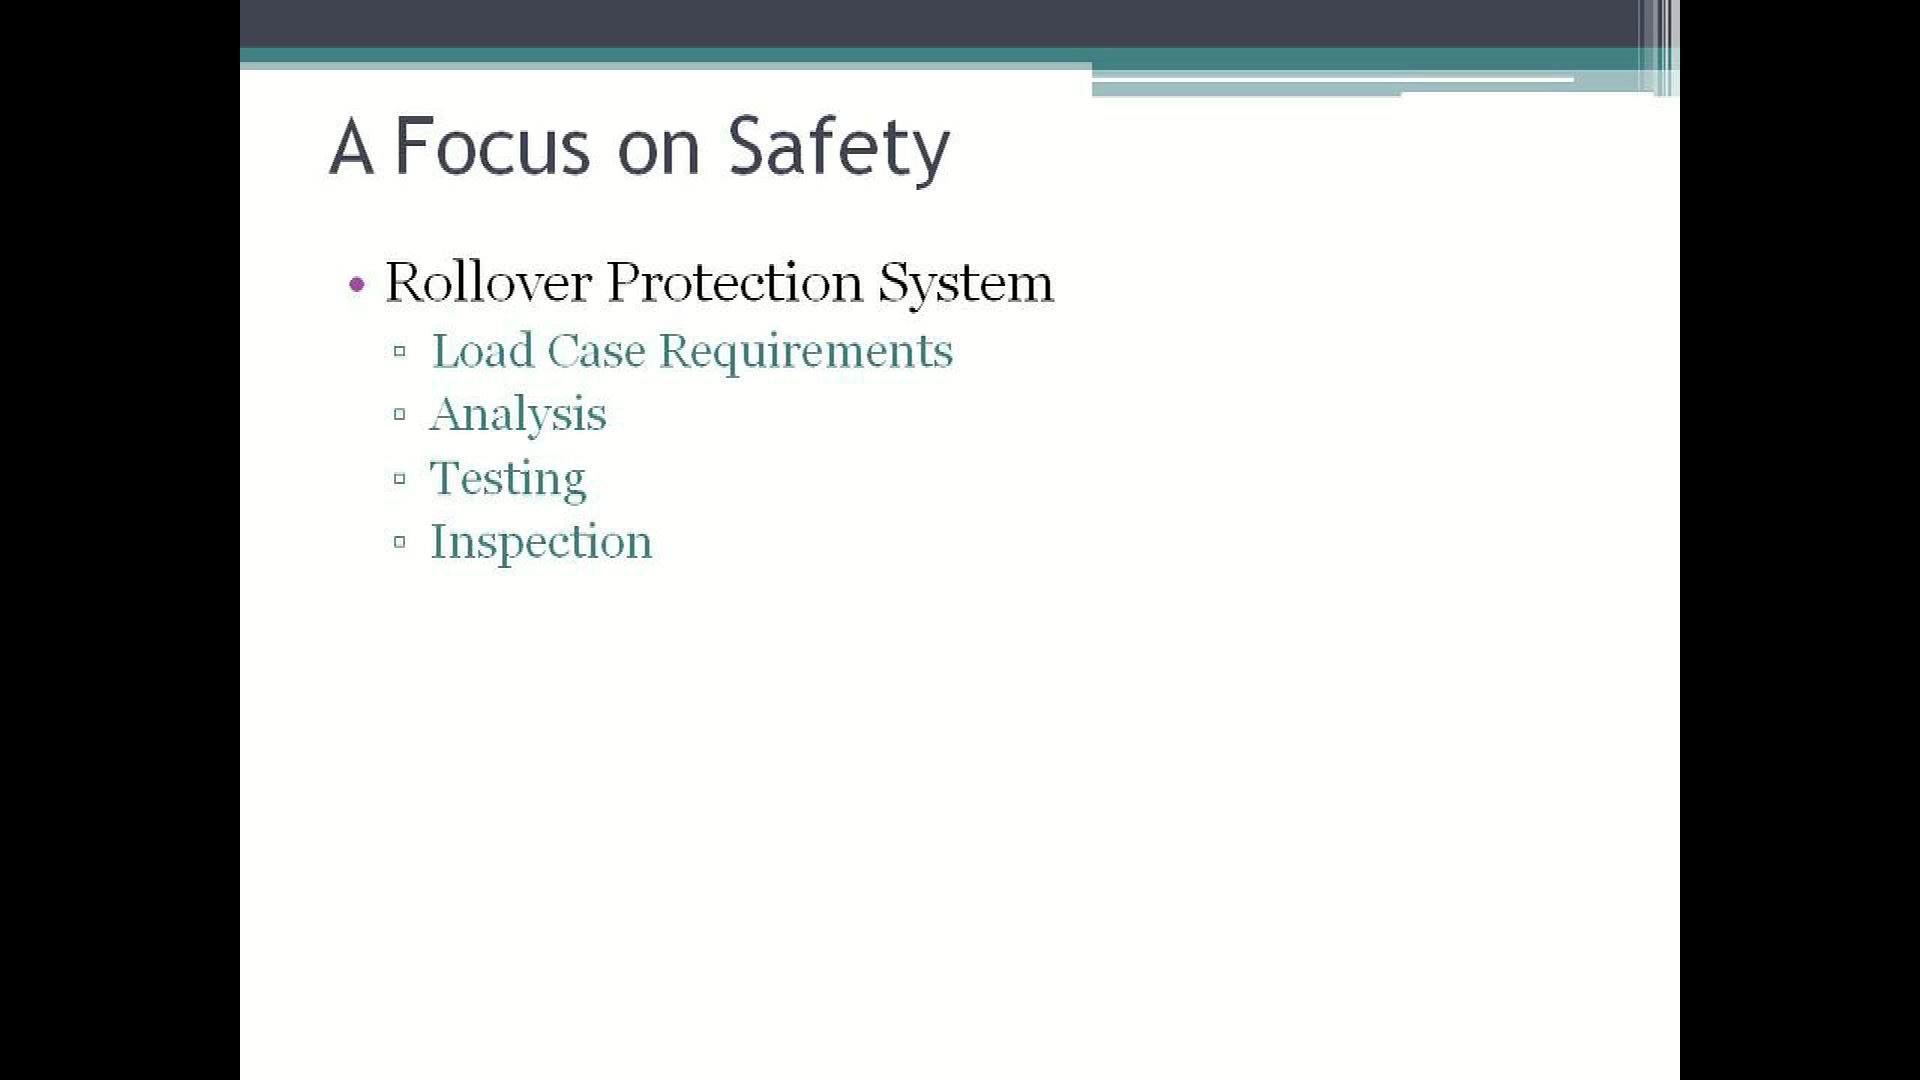 A Focus on Safety
• Rollover Protection System
▫ Load Case Requirements
▫ Analysis
▫ Testing
▫ Inspection